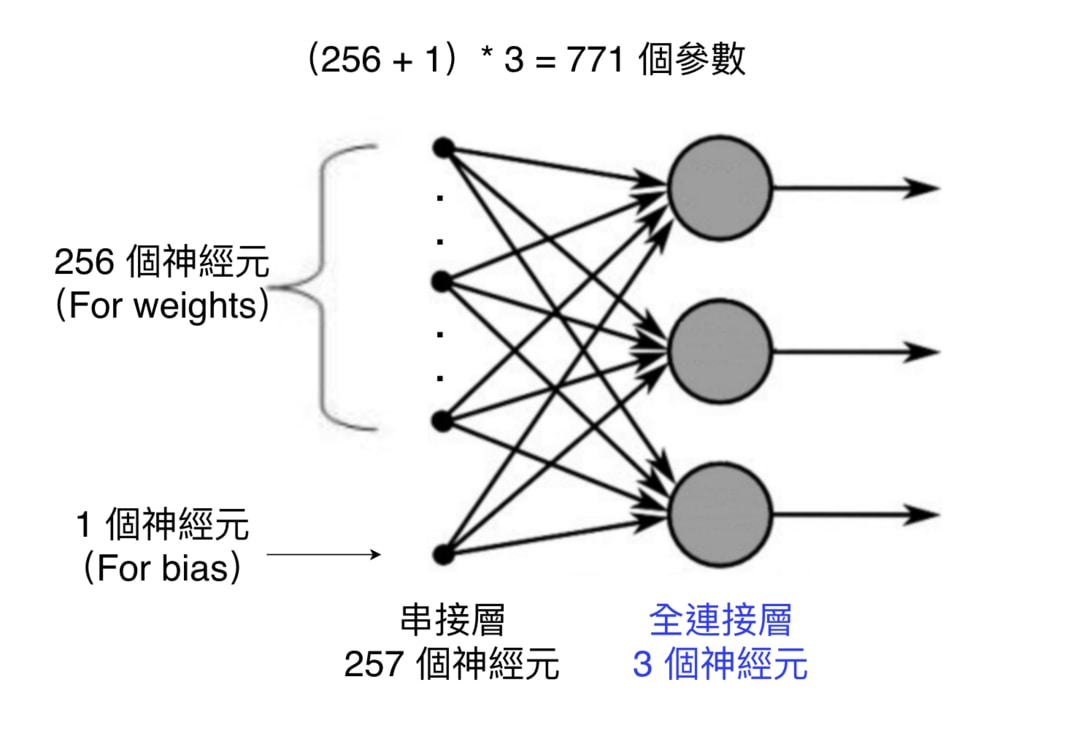 （256 + 1）* 3 = 771 個參數
256 個神經元
（For weights）
1 個神經元
（For bias）
串接層
257 個神經元
全連接層
3 個神經元